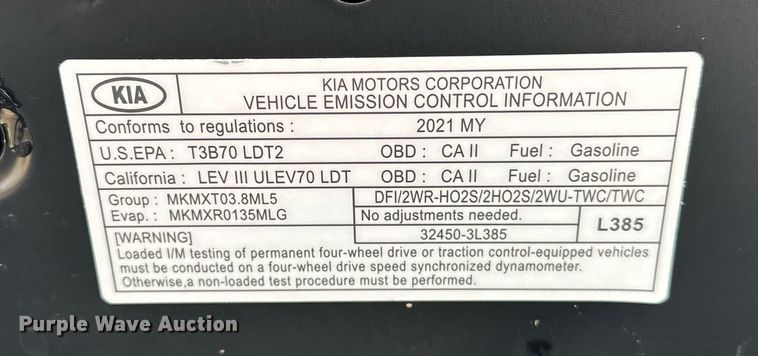 KIA
KIA MOTORS CORPORATION
VEHICLE EMISSION CONTROL INFORMATION
Conforms to regulations : 2021 MY
U.S.EPA : T3B70 LDT2 OBD : CA II Fuel : Gasoline
California : LEV III ULEV70 LDT OBD : CA II Fuel : Gasoline
Group : MKMXT03.8ML5 DFI/2WR-HO2S/2HO2S/2WU-TWC/TWC
Evap. : MKMXR0135MLG No adjustments needed. L385
32450-3L385
[WARNING]
Loaded I/M testing of permanent four-wheel drive or traction control-equipped vehicles
must be conducted on a four-wheel drive speed synchronized dynamometer.
Otherwise,a non-loaded test procedure must be performed.
Purple Wave Auction